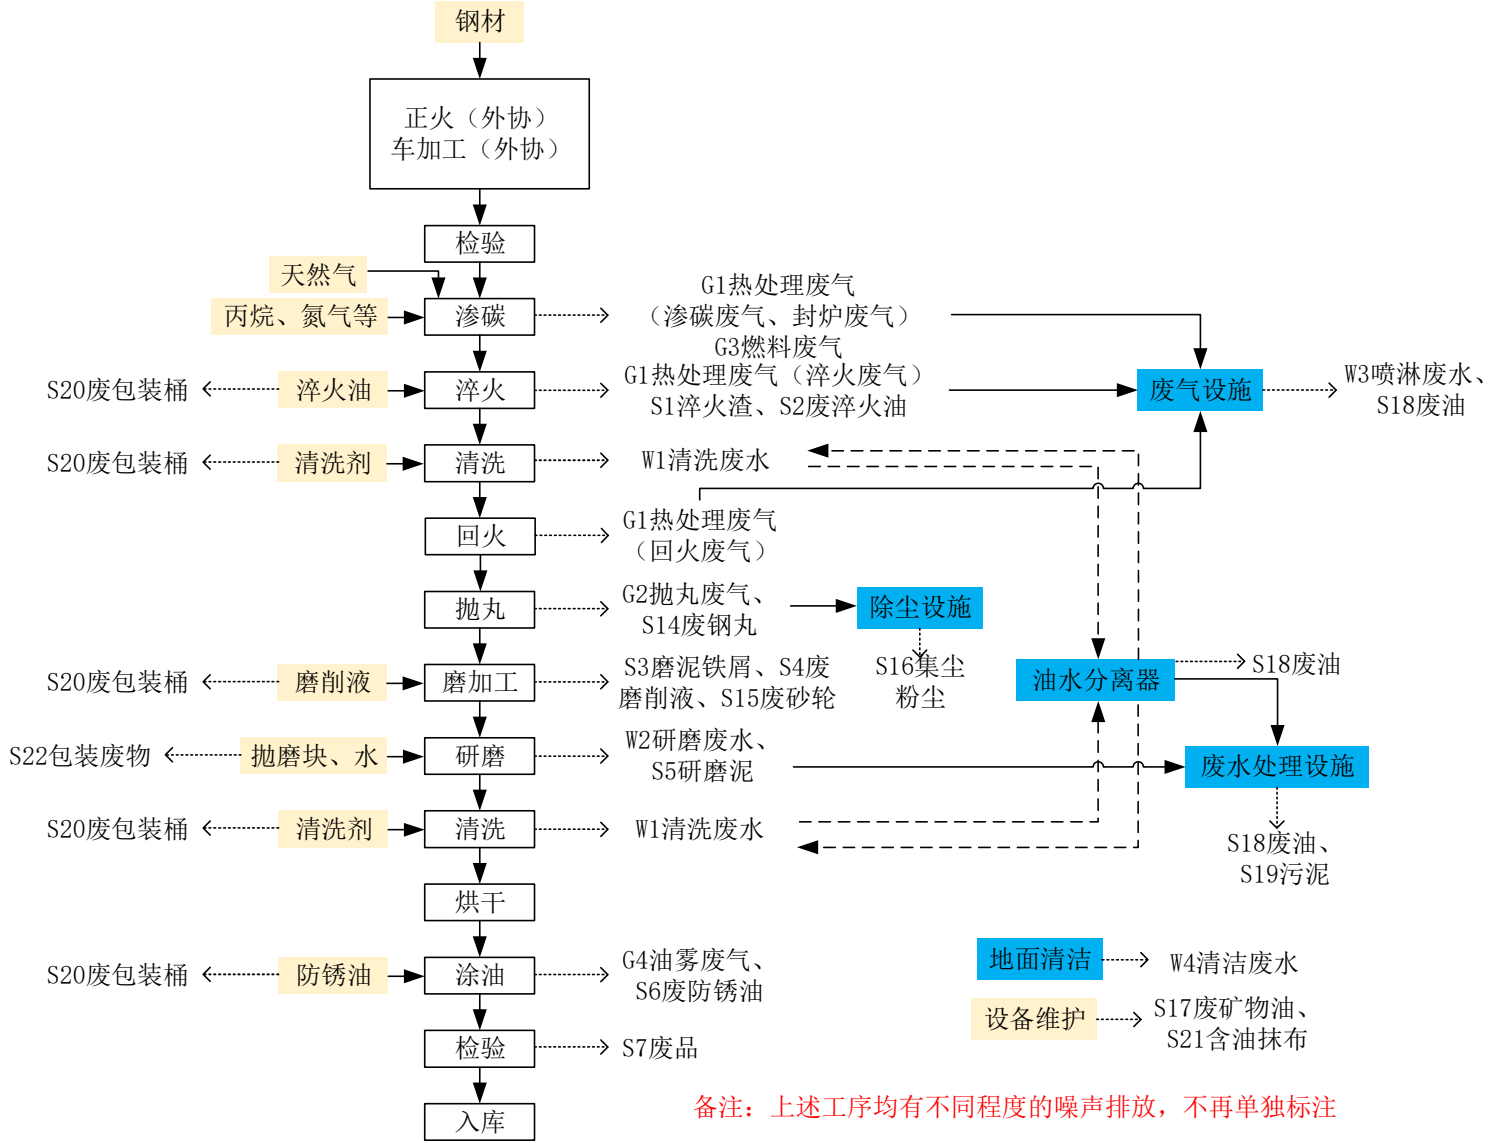 钢材
正火（外协）
车加工（外协）
检验
天然气
丙烷、氮气等
渗碳
G1热处理废气
（渗碳废气、封炉废气）
G3燃料废气
S20废包装桶
淬火油
淬火
G1热处理废气（淬火废气）
S1淬火渣、S2废淬火油
废气设施
W3喷淋废水、
S18废油
S20废包装桶
清洗剂
清洗
W1清洗废水
回火
G1热处理废气
（回火废气）
抛丸
G2抛丸废气、
S14废钢丸
除尘设施
S16集尘
粉尘
S20废包装桶
磨削液
磨加工
S3磨泥铁屑、S4废
磨削液、S15废砂轮
油水分离器
S18废油
S22包装废物
抛磨块、水
研磨
W2研磨废水、
S5研磨泥
废水处理设施
S20废包装桶
清洗剂
清洗
W1清洗废水
S18废油、
S19污泥
烘干
S20废包装桶
防锈油
涂油
G4油雾废气、
S6废防锈油
地面清洁
W4清洁废水
设备维护
S17废矿物油、
S21含油抹布
检验
S7废品
入库
备注：上述工序均有不同程度的噪声排放，不再单独标注